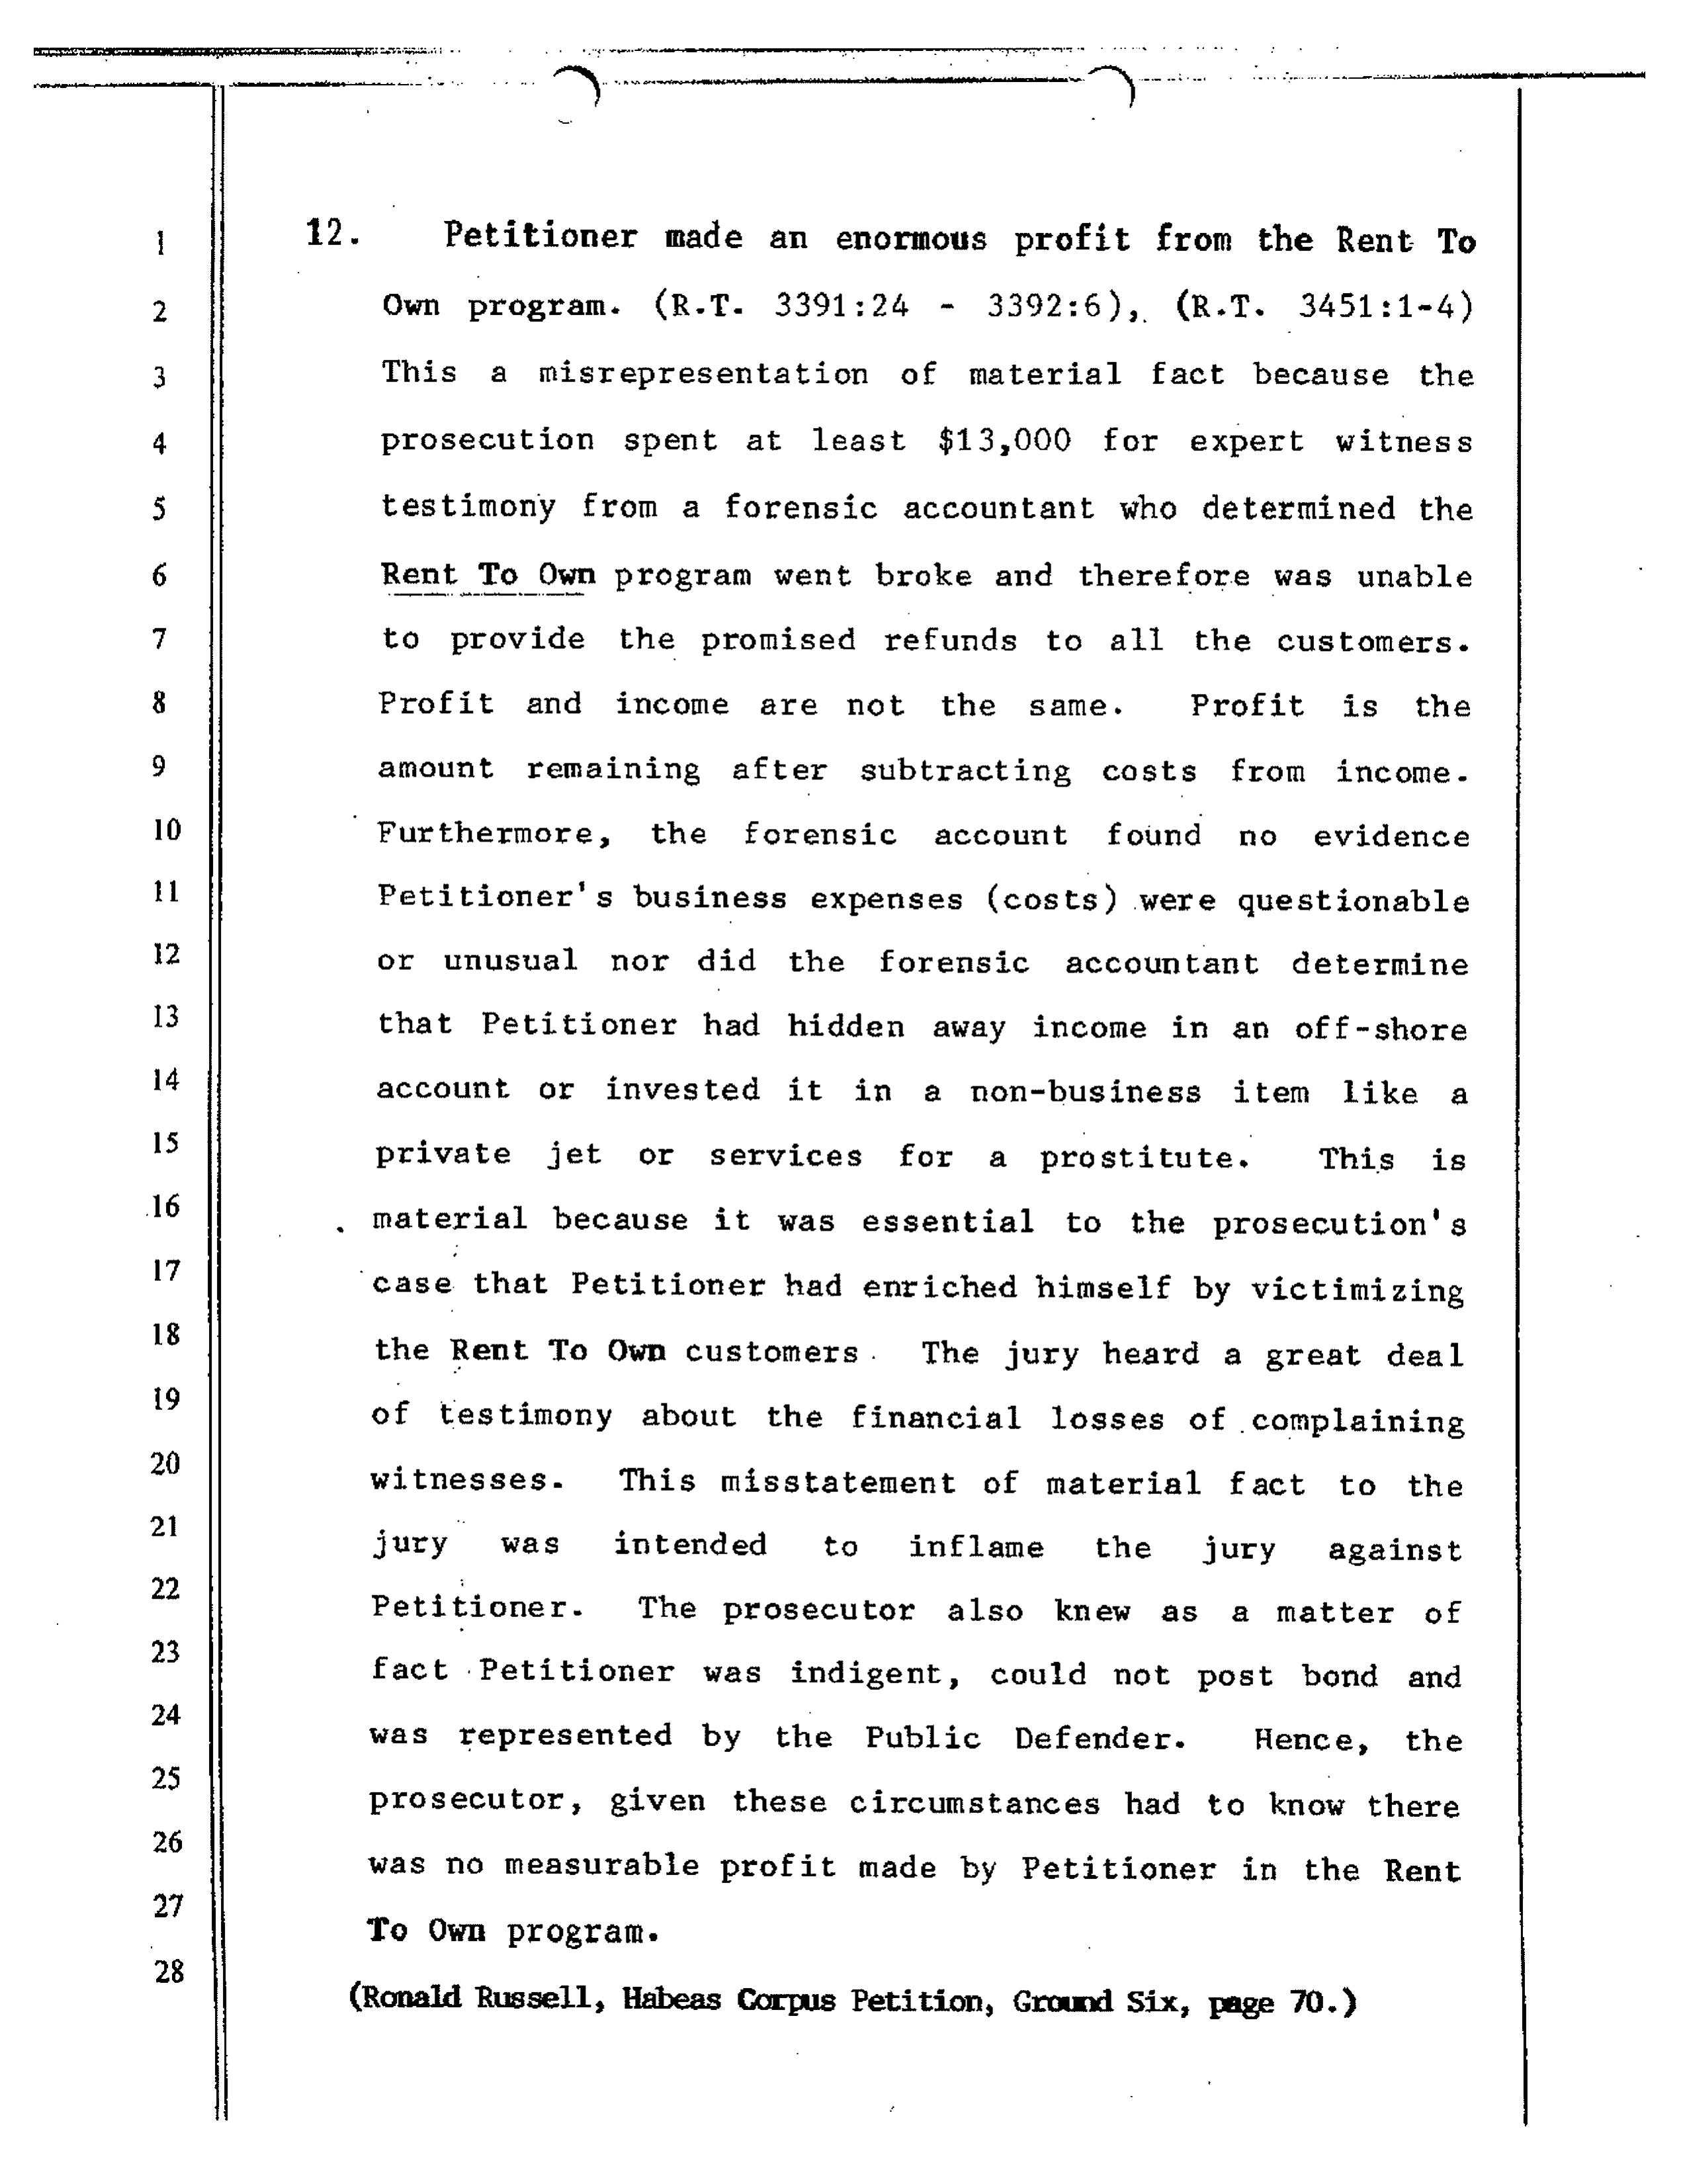 1 12. Petitioner made an enormous profit from the Rent To
2 Own program. (R.T. 3391:24 - 3392:6), (R.T. 3451:1-4)
3 This a misrepresentation of material fact because the
4 prosecution spent at least $13,000 for expert witness
5 testimony from a forensic accountant who determined the
6 Rent To Own program went broke and therefore was unable
7 to provide the promised refunds to all the customers.
8 Profit and income are not the same. Profit is the
9 amount remaining after subtracting costs from income.
10 Furthermore, the forensic account found no evidence
11 Petitioner's business expenses (costs) were questionable
12 or unusual nor did the forensic accountant determine
13 that Petitioner had hidden away income in an off-shore
14 account or invested it in a non-business item like a
15 private jet or services for a prostitute. This is
16 material because it was essential to the prosecution's
17 case that Petitioner had enriched himself by victimizing
18 the Rent To Own customers. The jury heard a great deal
19 of testimony about the financial losses of complaining
20 witnesses. This misstatement of material fact to the
21 jury was intended to inflame the jury against
22 Petitioner. The prosecutor also knew as a matter of
23 fact Petitioner was indigent, could not post bond and
24 was represented by the Public Defender. Hence, the
25 prosecutor, given these circumstances had to know there
26 was no measurable profit made by Petitioner in the Rent
27 To Own program.
28 (Ronald Russell, Habeas Corpus Petition, Ground Six, page 70.)